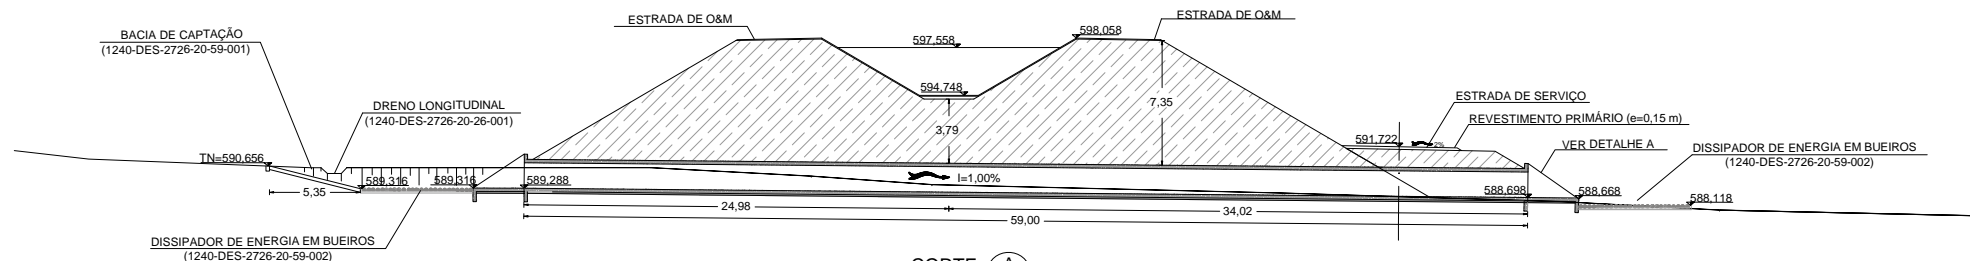 ESTRADA DE O&M
ESTRADA DE O&M
BACIA DE CAPTAÇÃO
(1240-DES-2726-20-59-001)
597,558
598,058
594,748
DRENO LONGITUDINAL
(1240-DES-2726-20-26-001)
7,35
3,79
ESTRADA DE SERVIÇO
REVESTIMENTO PRIMÁRIO (e=0,15 m)
591,722
2%
VER DETALHE A
DISSIPADOR DE ENERGIA EM BUEIROS
(1240-DES-2726-20-59-002)
TN=590,656
589,316
589,316
589,288
I=1,00%
5,35
588,698
588,668
588,118
24,98
34,02
59,00
DISSIPADOR DE ENERGIA EM BUEIROS
(1240-DES-2726-20-59-002)
CORTE A